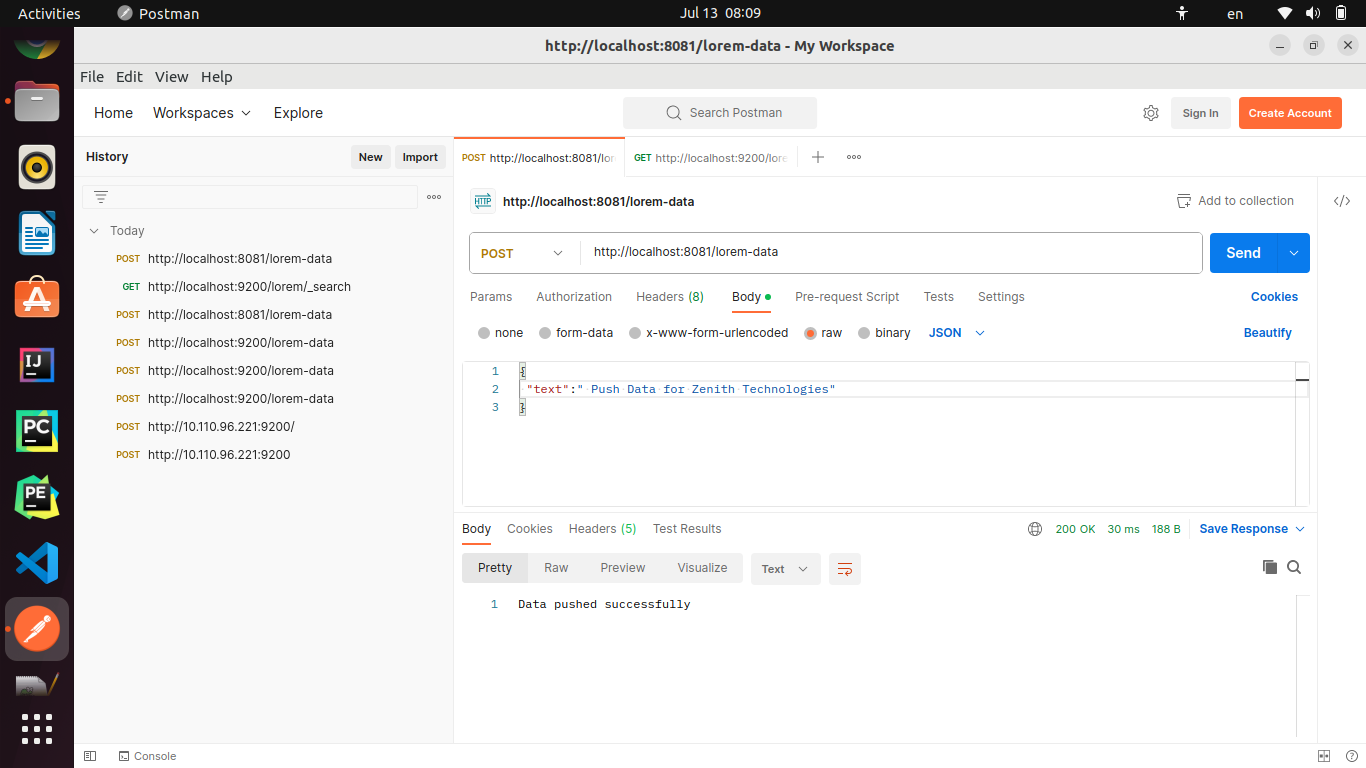 Activities Postman Jul 13 08:09 en
http://localhost:8081/lorem-data - My Workspace
File Edit View Help
Home Workspaces Explore Search Postman Sign In Create Account
History New Import
POST http://localhost:8081/lor GET http://localhost:9200/lore
HTTP http://localhost:8081/lorem-data Add to collection
Today
POST http://localhost:8081/lorem-data
GET http://localhost:9200/lorem/_search
POST http://localhost:8081/lorem-data
POST http://localhost:9200/lorem-data
POST http://localhost:9200/lorem-data
POST http://localhost:9200/lorem-data
POST http://10.110.96.221:9200/
POST http://10.110.96.221:9200
POST http://localhost:8081/lorem-data Send
Params Authorization Headers (8) Body Pre-request Script Tests Settings Cookies
none form-data x-www-form-urlencoded raw binary JSON Beautify
1 {
2 "text":" Push Data for Zenith Technologies"
3 }
Body Cookies Headers (5) Test Results 200 OK 30 ms 188 B Save Response
Pretty Raw Preview Visualize Text
1 Data pushed successfully
Console
IJ
PC
PE